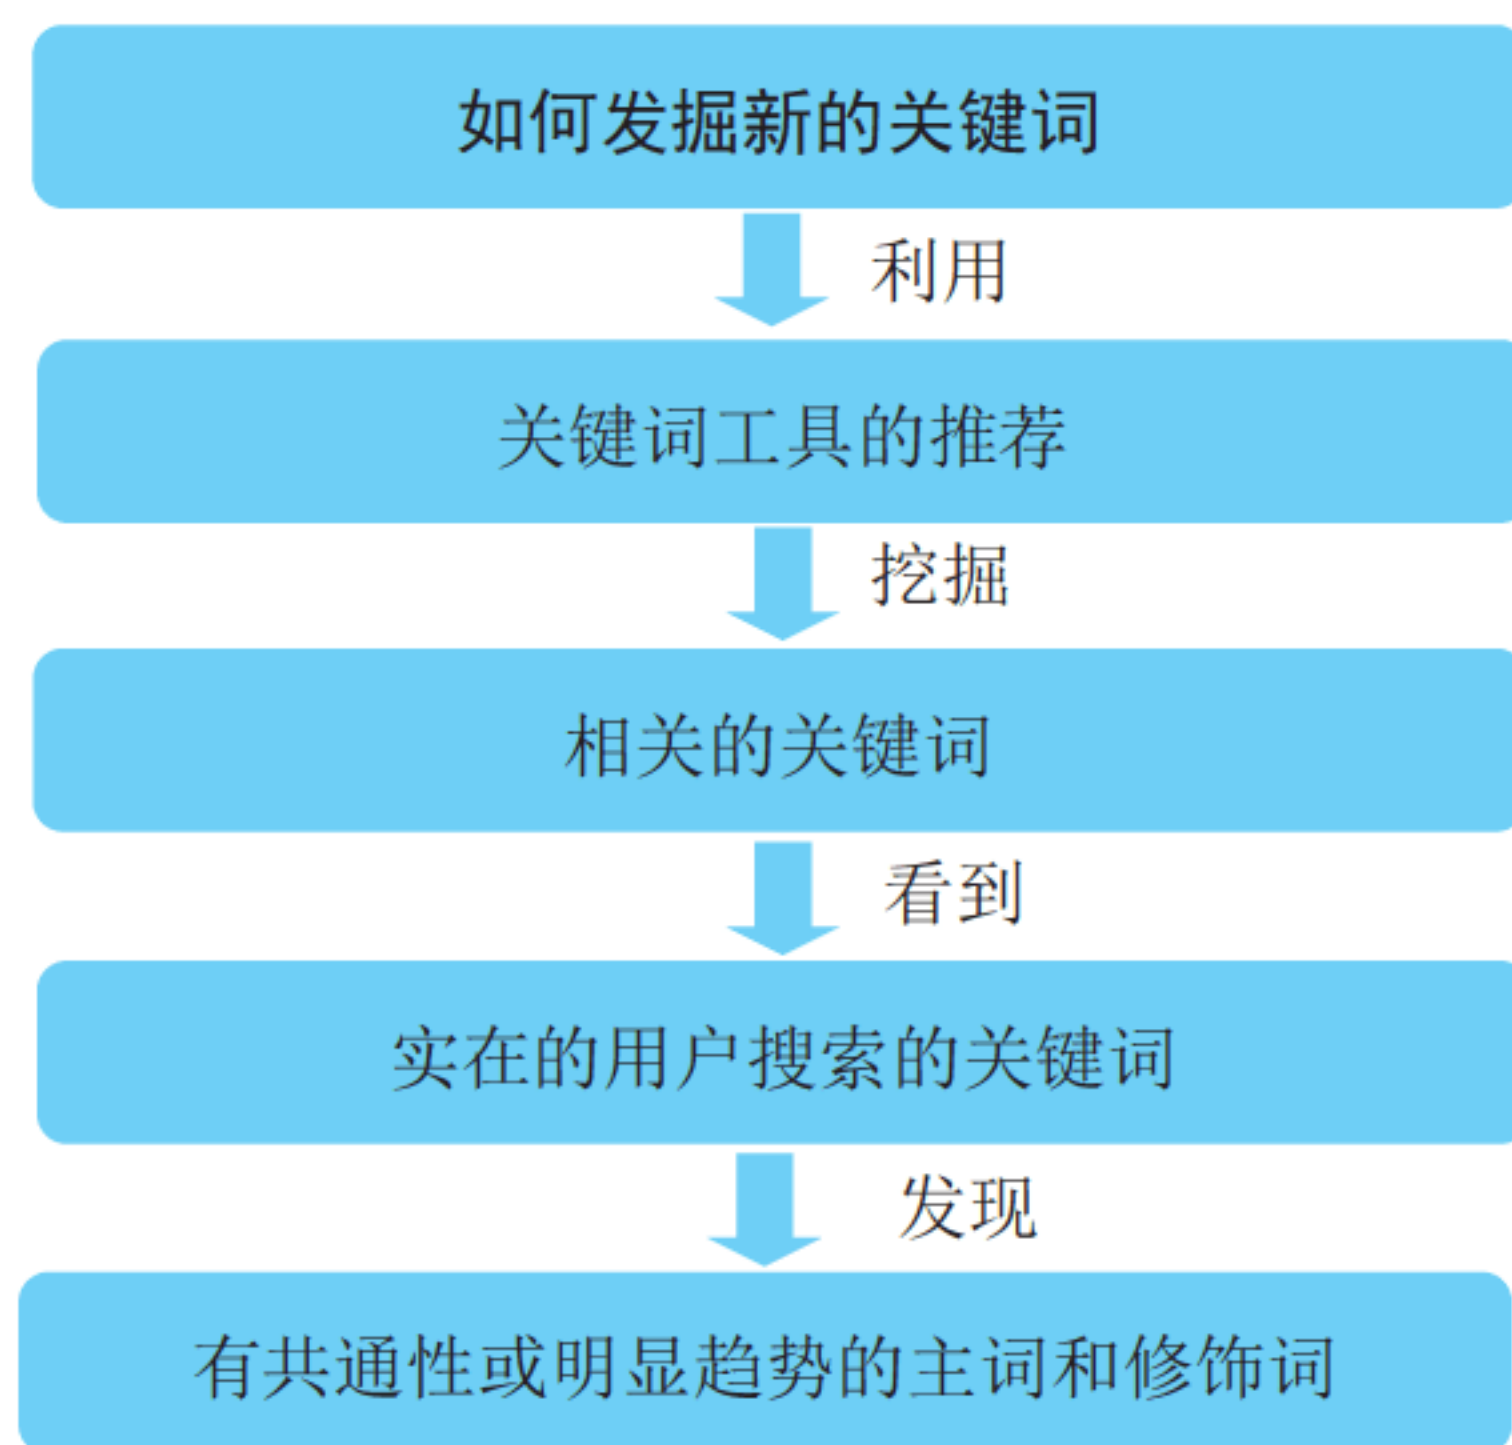 如何发掘新的关键词
利用
关键词工具的推荐
挖掘
相关的关键词
看到
实在的用户搜索的关键词
发现
有共通性或明显趋势的主词和修饰词